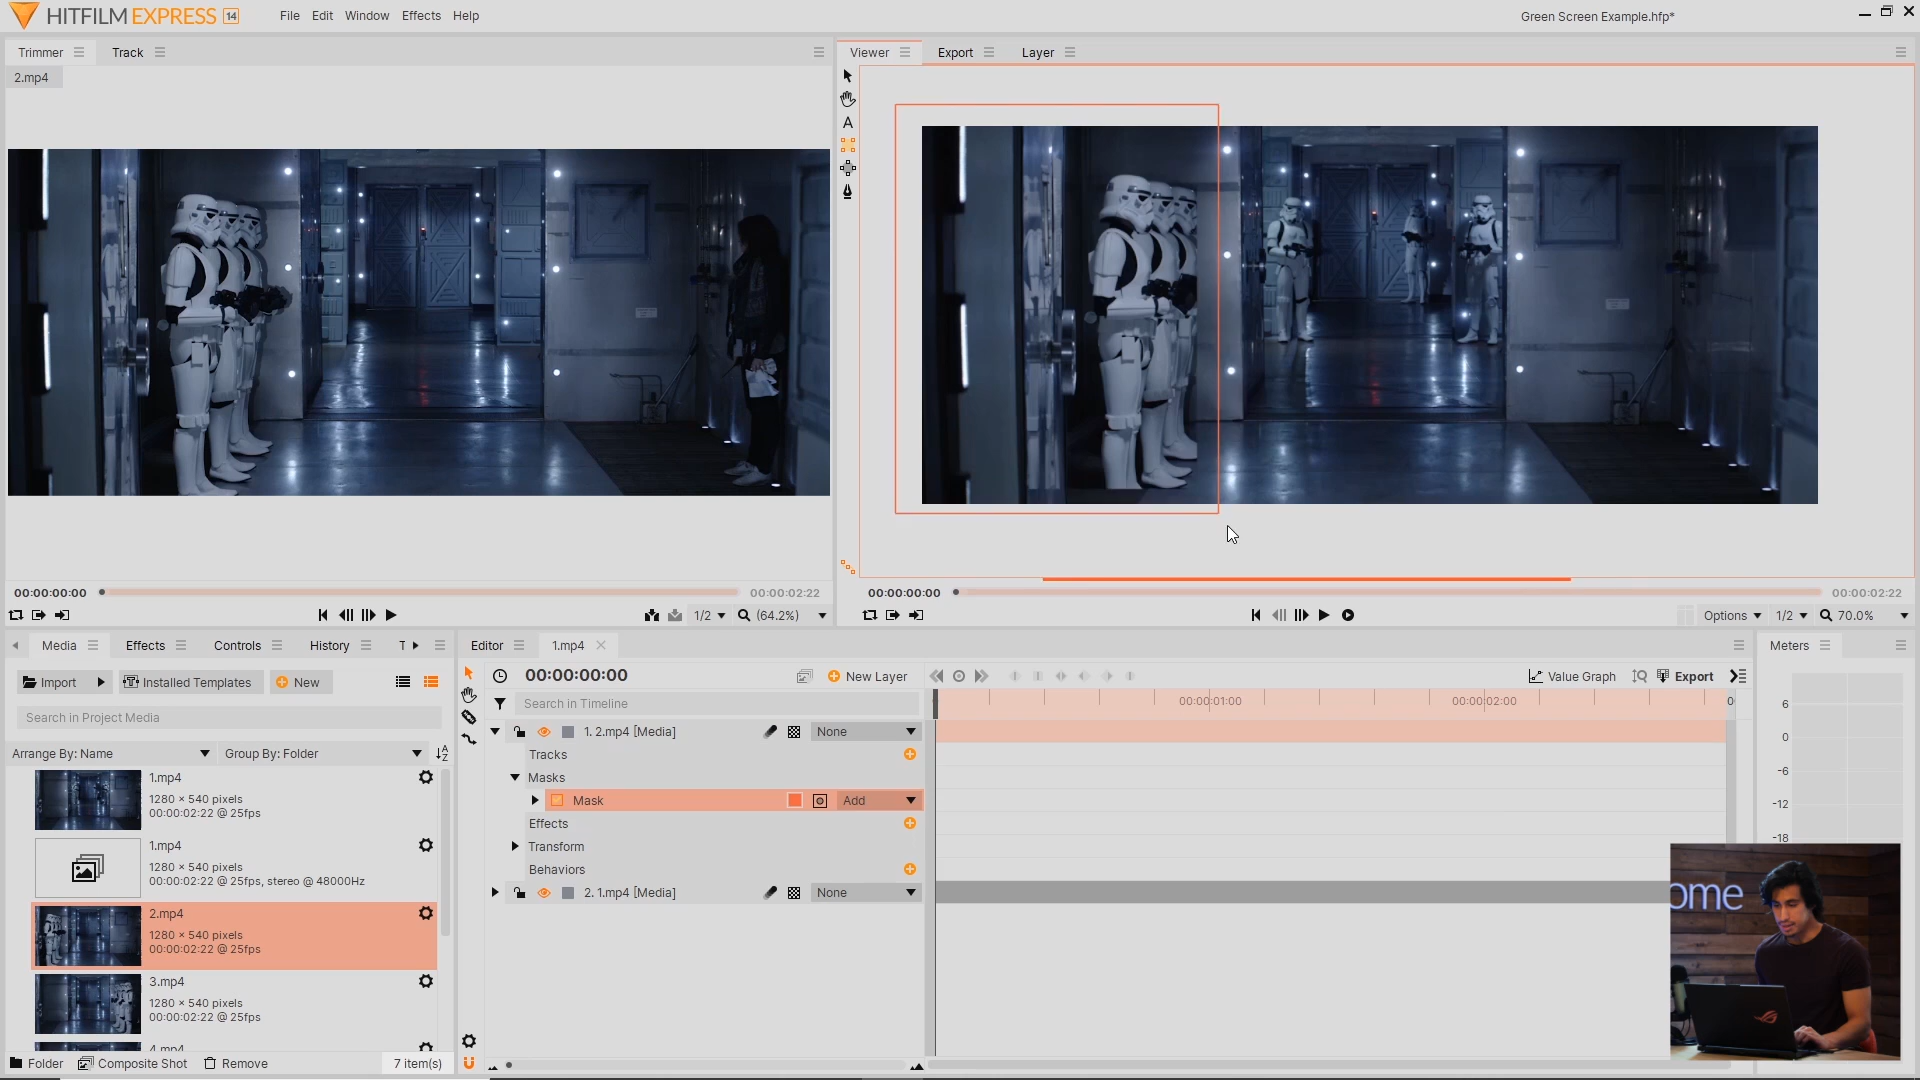 HITFILM EXPRESS 14
File Edit Window Effects Help
Green Screen Example.hfp*
Trimmer Track
2.mp4
Viewer Export Layer
A
00:00:00:00 00:00:02:22
1/2 (64.2%)
00:00:00:00 00:00:02:22
Options 1/2 70.0%
Media Effects Controls History T
Import Installed Templates New
Search in Project Media
Arrange By: Name Group By: Folder
1.mp4
1280 × 540 pixels
00:00:02:22 @ 25fps
1.mp4
1280 × 540 pixels
00:00:02:22 @ 25fps, stereo @ 48000Hz
2.mp4
1280 × 540 pixels
00:00:02:22 @ 25fps
3.mp4
1280 × 540 pixels
00:00:02:22 @ 25fps
4.mp4
Folder Composite Shot Remove 7 item(s)
Editor 1.mp4
00:00:00:00 New Layer
Value Graph Export
Search in Timeline
00:00:01:00 00:00:02:00 0
1. 2.mp4 [Media] None
Tracks
Masks
Mask Add
Effects
Transform
Behaviors
2. 1.mp4 [Media] None
Meters
6
0
-6
-12
-18
ome